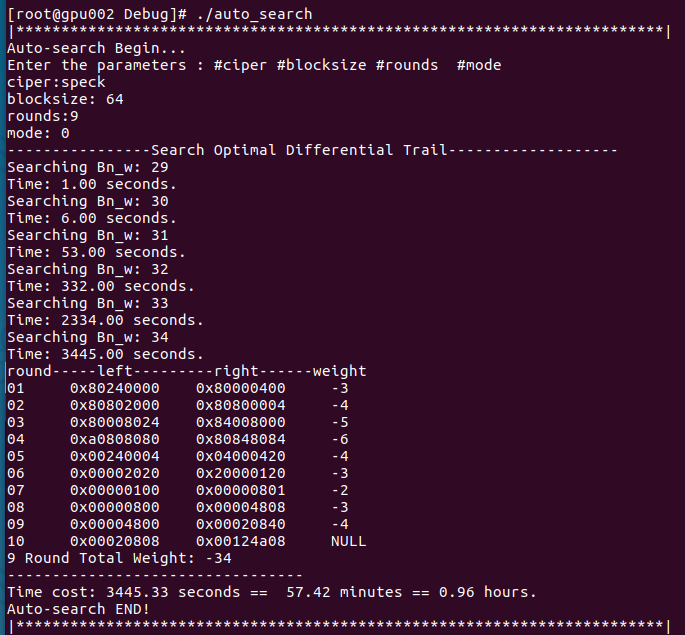 [root@gpu002 Debug]# ./auto_search
|************************************************************************|
Auto-search Begin...
Enter the parameters : #ciper #blocksize #rounds  #mode
ciper:speck
blocksize: 64
rounds:9
mode: 0
----------------Search Optimal Differential Trail-------------------
Searching Bn_w: 29
Time: 1.00 seconds.
Searching Bn_w: 30
Time: 6.00 seconds.
Searching Bn_w: 31
Time: 53.00 seconds.
Searching Bn_w: 32
Time: 332.00 seconds.
Searching Bn_w: 33
Time: 2334.00 seconds.
Searching Bn_w: 34
Time: 3445.00 seconds.
round-----left---------right------weight
01     0x80240000    0x80000400     -3
02     0x80802000    0x80800004     -4
03     0x80008024    0x84008000     -5
04     0xa0808080    0x80848084     -6
05     0x00240004    0x04000420     -4
06     0x00002020    0x20000120     -3
07     0x00000100    0x00000801     -2
08     0x00000800    0x00004808     -3
09     0x00004800    0x00020840     -4
10     0x00020808    0x00124a08     NULL
9 Round Total Weight: -34
---------------------------------
Time cost: 3445.33 seconds ==  57.42 minutes == 0.96 hours.
Auto-search END!
|************************************************************************|